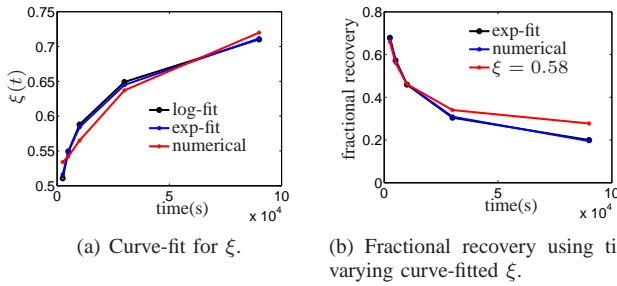 0.75
0.7
0.65
0.6
0.55
0.5
ξ(t)
log-fit
exp-fit
numerical
0 5 10
time(s)
x 10^4
(a) Curve-fit for ξ.
0.8
0.6
0.4
0.2
0
fractional recovery
exp-fit
numerical
ξ = 0.58
0 5 10
time(s)
x 10^4
(b) Fractional recovery using ti
varying curve-fitted ξ.